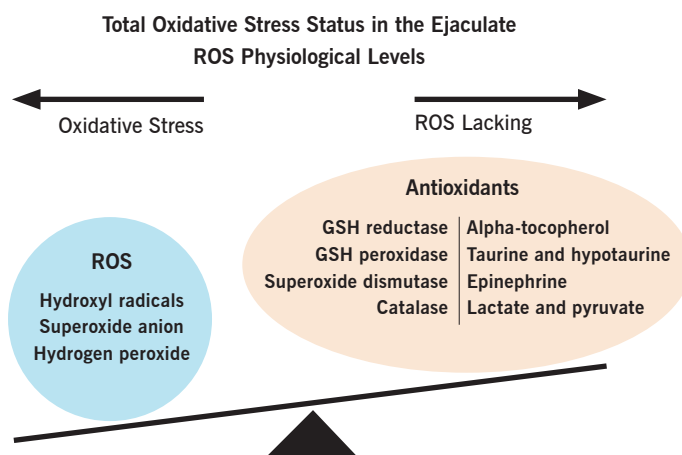 Total Oxidative Stress Status in the Ejaculate
ROS Physiological Levels
Oxidative Stress
ROS Lacking
Antioxidants
GSH reductase
GSH peroxidase
Superoxide dismutase
Catalase
Alpha-tocopherol
Taurine and hypotaurine
Epinephrine
Lactate and pyruvate
ROS
Hydroxyl radicals
Superoxide anion
Hydrogen peroxide